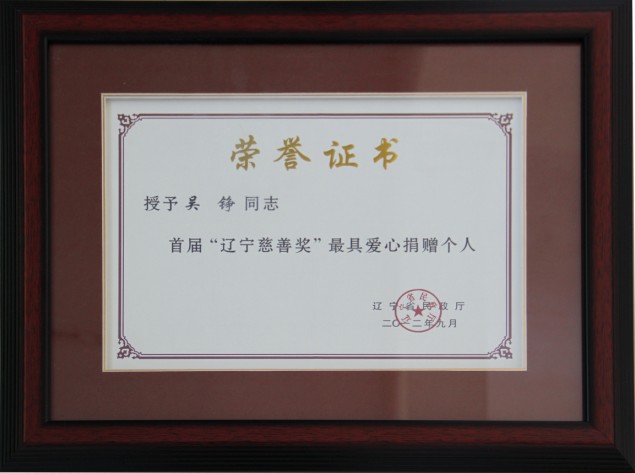 荣誉证书
授予吴 铮同志
首届“辽宁慈善奖”最具爱心捐赠个人
辽宁省民政厅
二〇一二年九月